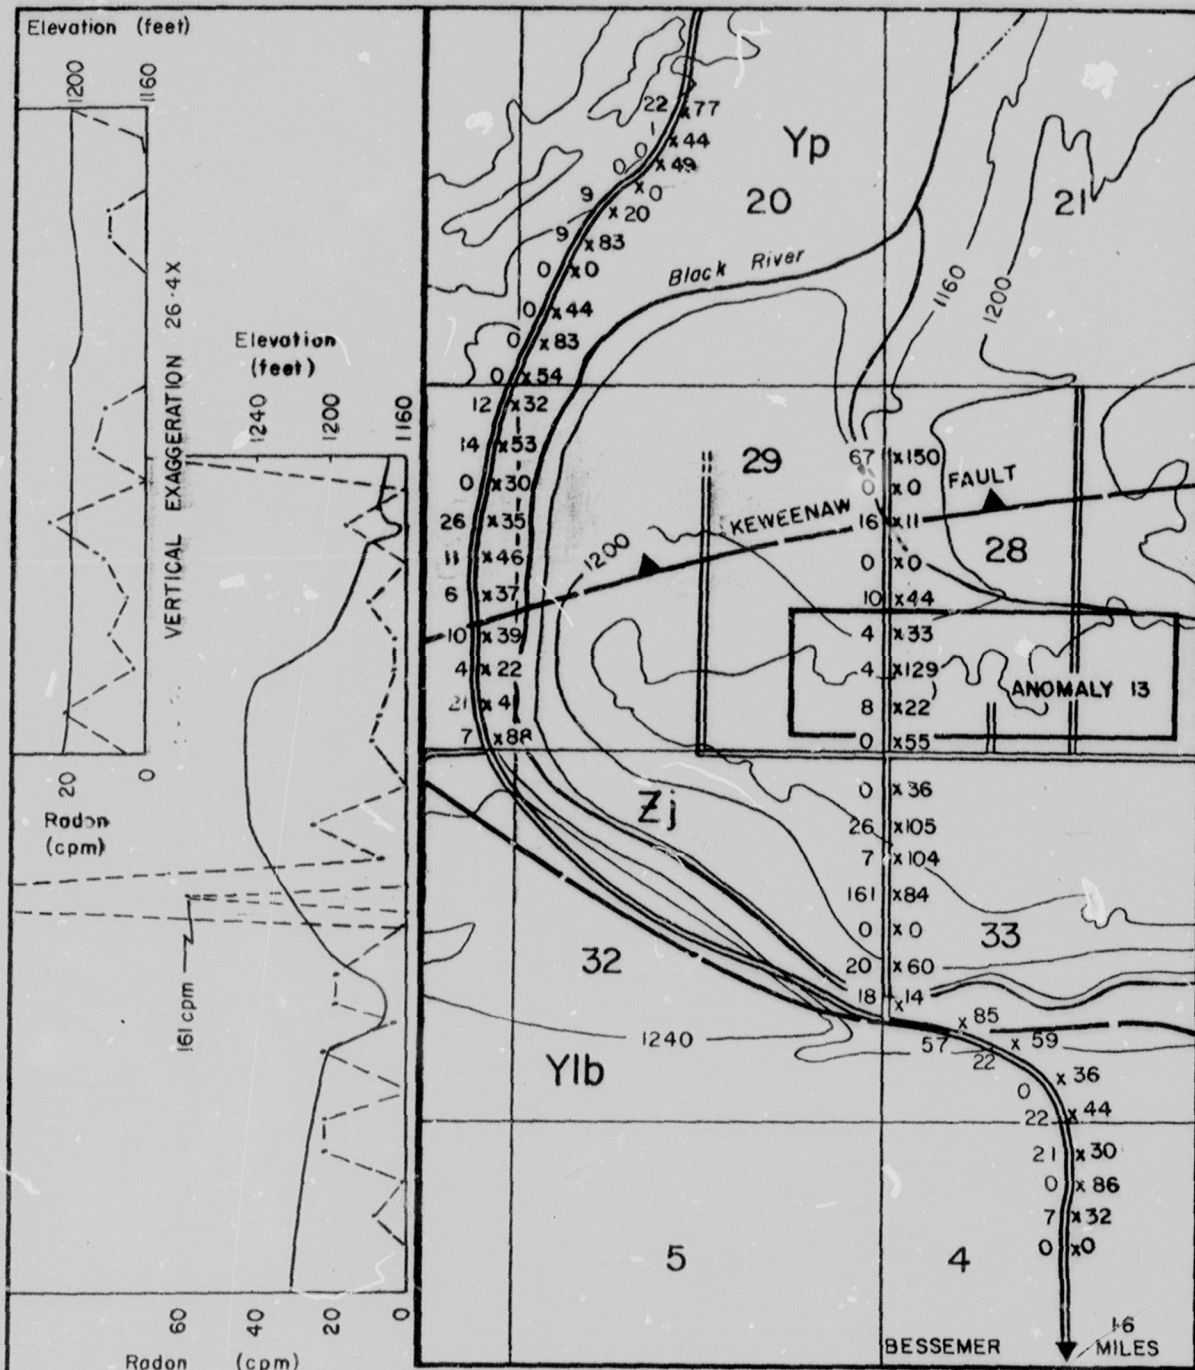 Elevation (feet)
1200
1160
VERTICAL EXAGGERATION 26.4X
Elevation
(feet)
1240
1200
1160
20
0
Radon
(cpm)
161 cpm
60
40
20
0
Radon (cpm)
22 x77
1 x44
0 x49
0 x0
9 x20
9 x83
0 x0
0 x44
0 x83
0 x54
12 x32
14 x53
0 x30
26 x35
11 x46
6 x37
10 x39
4 x22
21 x41
7 x88
Yp
20
21
Black River
1160
1200
29
67 x150
0 x0
FAULT
KEWEENAW
16 x11
1200
28
0 x0
10 x44
4 x33
4 x129
ANOMALY 13
8 x22
0 x55
Zj
0 x36
26 x105
7 x104
161 x84
0 x0
33
32
20 x60
18 x14
x85
57
x59
22
1240
Ylb
x36
0
22 x44
21 x30
0 x86
7 x32
0 x0
5
4
BESSEMER
16
MILES